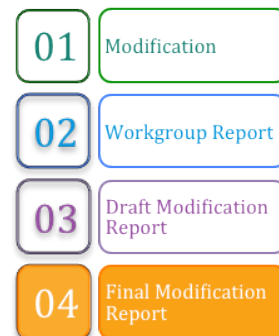 01
Modification
02
Workgroup Report
03
Draft Modification
Report
04
Final Modification
Report